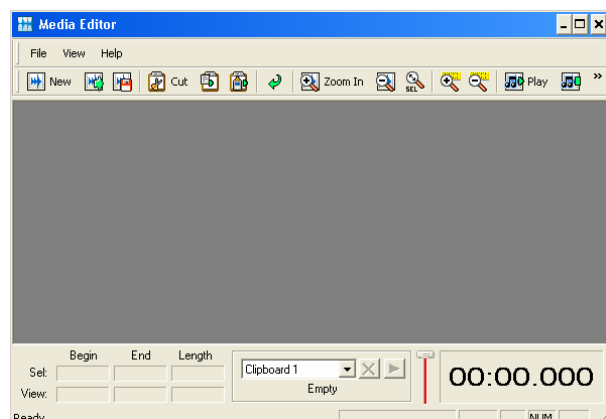 Media Editor
File View Help
New Cut Zoom In SEL Play »
Begin End Length
Sel:
View:
Clipboard 1
Empty
00:00.000
Ready NUM